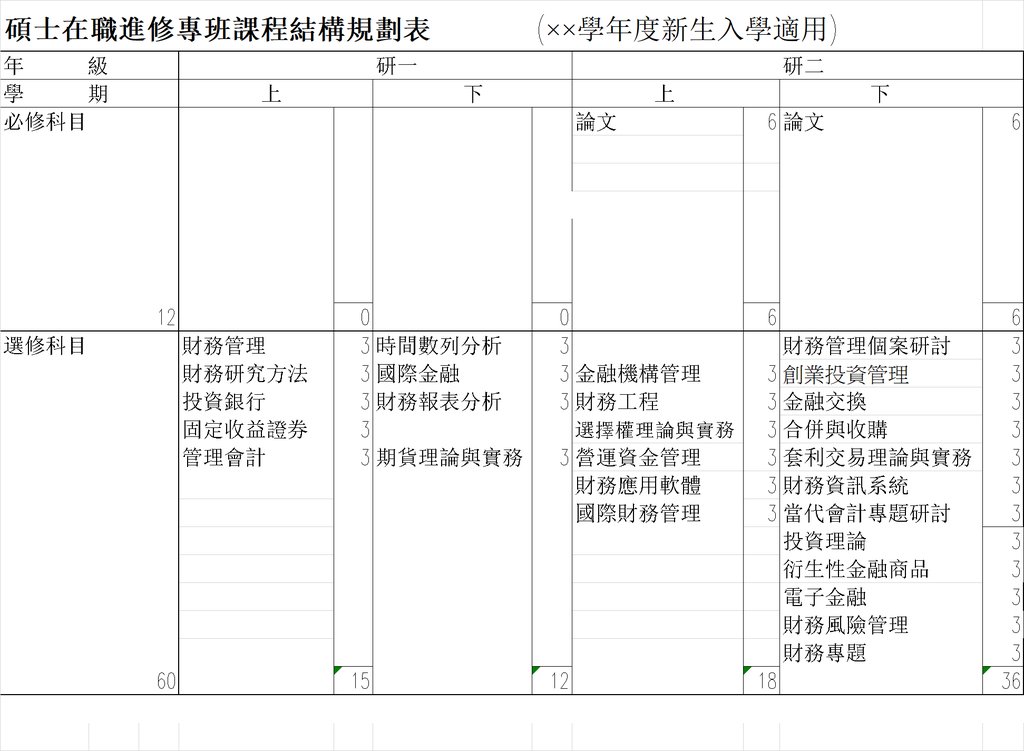 碩士在職進修專班課程結構規劃表 (××學年度新生入學適用)
年 級 研一 研二
學 期 上 下 上 下
必修科目 論文 6 論文 6
12 0 0 6 6
選修科目 財務管理 3 時間數列分析 3 財務管理個案研討 3
財務研究方法 3 國際金融 3 金融機構管理 3 創業投資管理 3
投資銀行 3 財務報表分析 3 財務工程 3 金融交換 3
固定收益證券 3 選擇權理論與實務 3 合併與收購 3
管理會計 3 期貨理論與實務 3 營運資金管理 3 套利交易理論與實務 3
財務應用軟體 3 財務資訊系統 3
國際財務管理 3 當代會計專題研討 3
投資理論 3
衍生性金融商品 3
電子金融 3
財務風險管理 3
財務專題 3
60 15 12 18 36